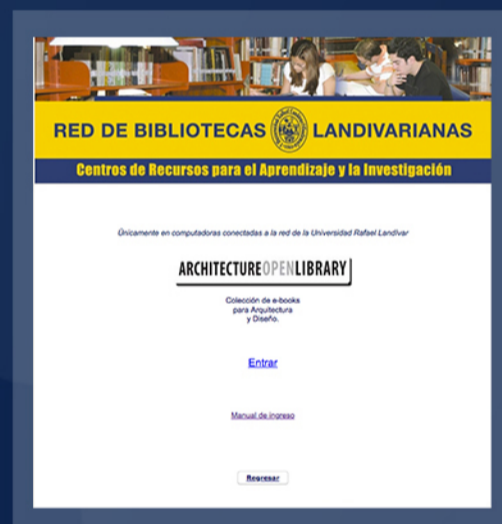 RED DE BIBLIOTECAS LANDIVARIANAS
Centros de Recursos para el Aprendizaje y la Investigación
Únicamente en computadoras conectadas a la red de la Universidad Rafael Landívar
ARCHITECTUREOPENLIBRARY
Colección de e-books
para Arquitectura
y Diseño.
Entrar
Manual de ingreso
Regresar